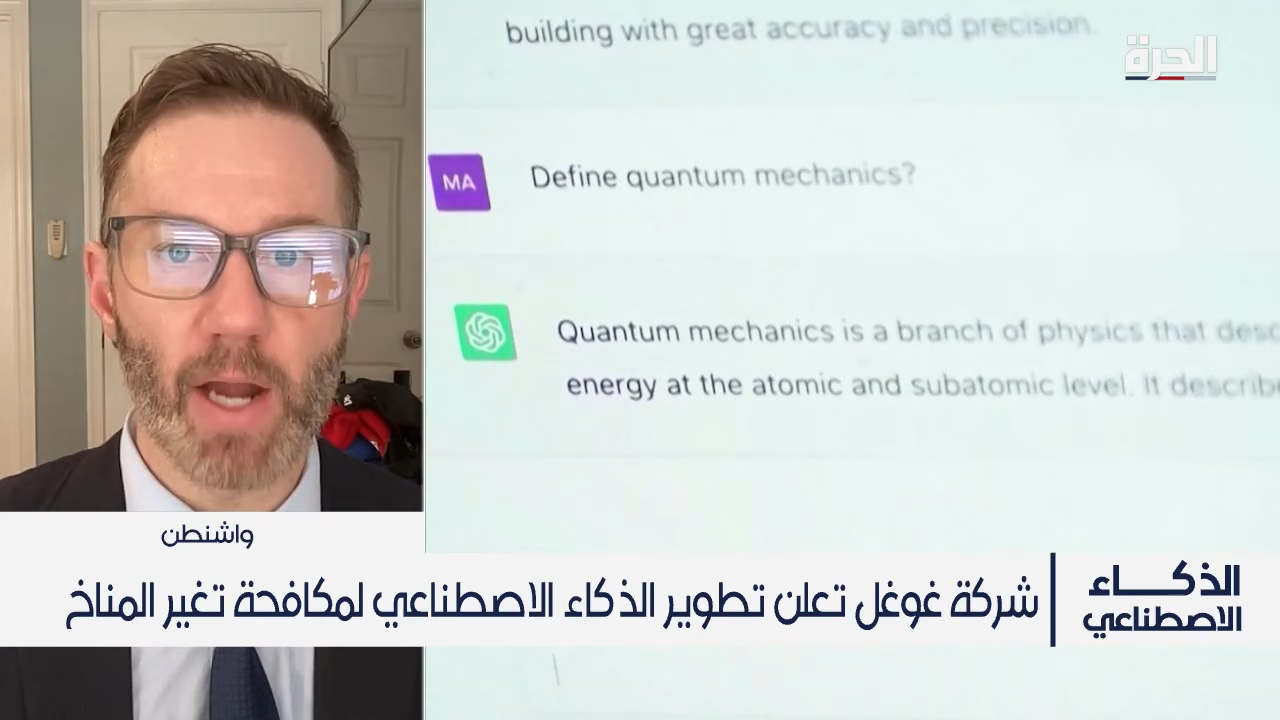 building with great accuracy and precision.
الحرة
MA
Define quantum mechanics?
Quantum mechanics is a branch of physics that desc
energy at the atomic and subatomic level. It describe
واشنطن
الذكاء
الاصطناعي
شركة غوغل تعلن تطوير الذكاء الاصطناعي لمكافحة تغير المناخ